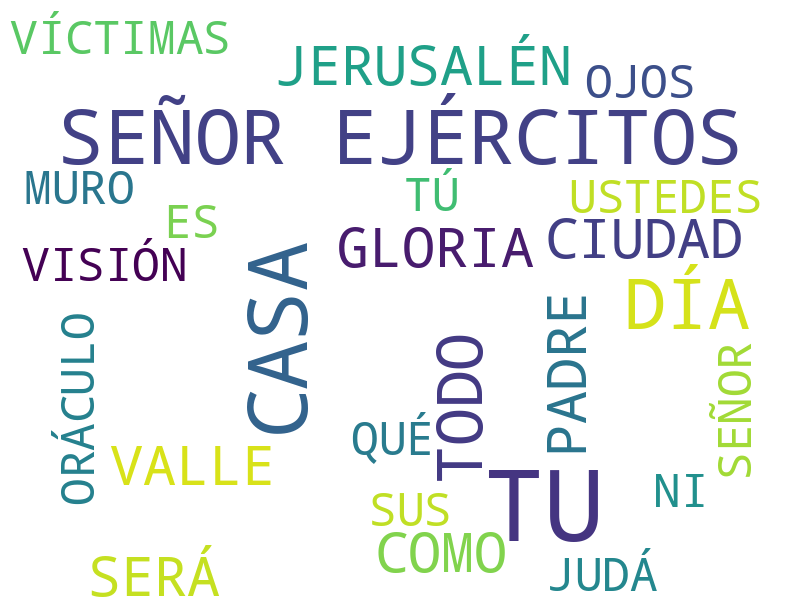 VÍCTIMAS
JERUSALÉN
OJOS
SEÑOR EJÉRCITOS
MURO
TÚ
USTEDES
ES
VISIÓN
GLORIA
CIUDAD
CASA
DÍA
ORÁCULO
TODO
PADRE
SEÑOR
QUÉ
VALLE
TU
NI
SUS
COMO
SERÁ
JUDÁ